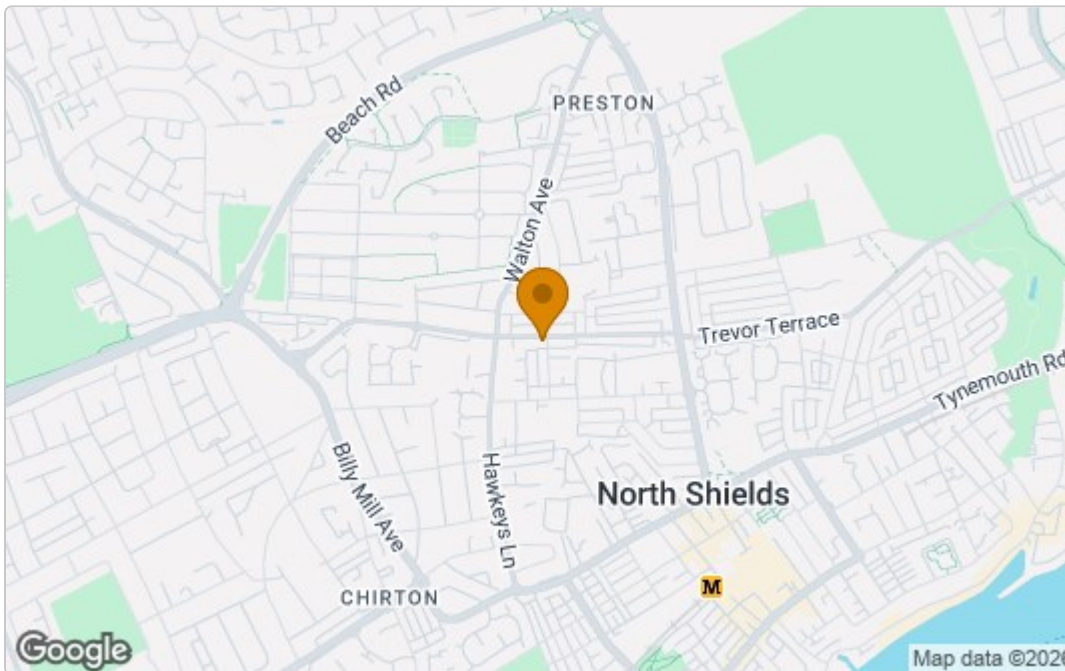 Beach Rd
PRESTON
Walton Ave
Trevor Terrace
Tynemouth Rd
Billy Mill Ave
Hawkeys Ln
North Shields
M
CHIRTON
Google
Map data ©2026